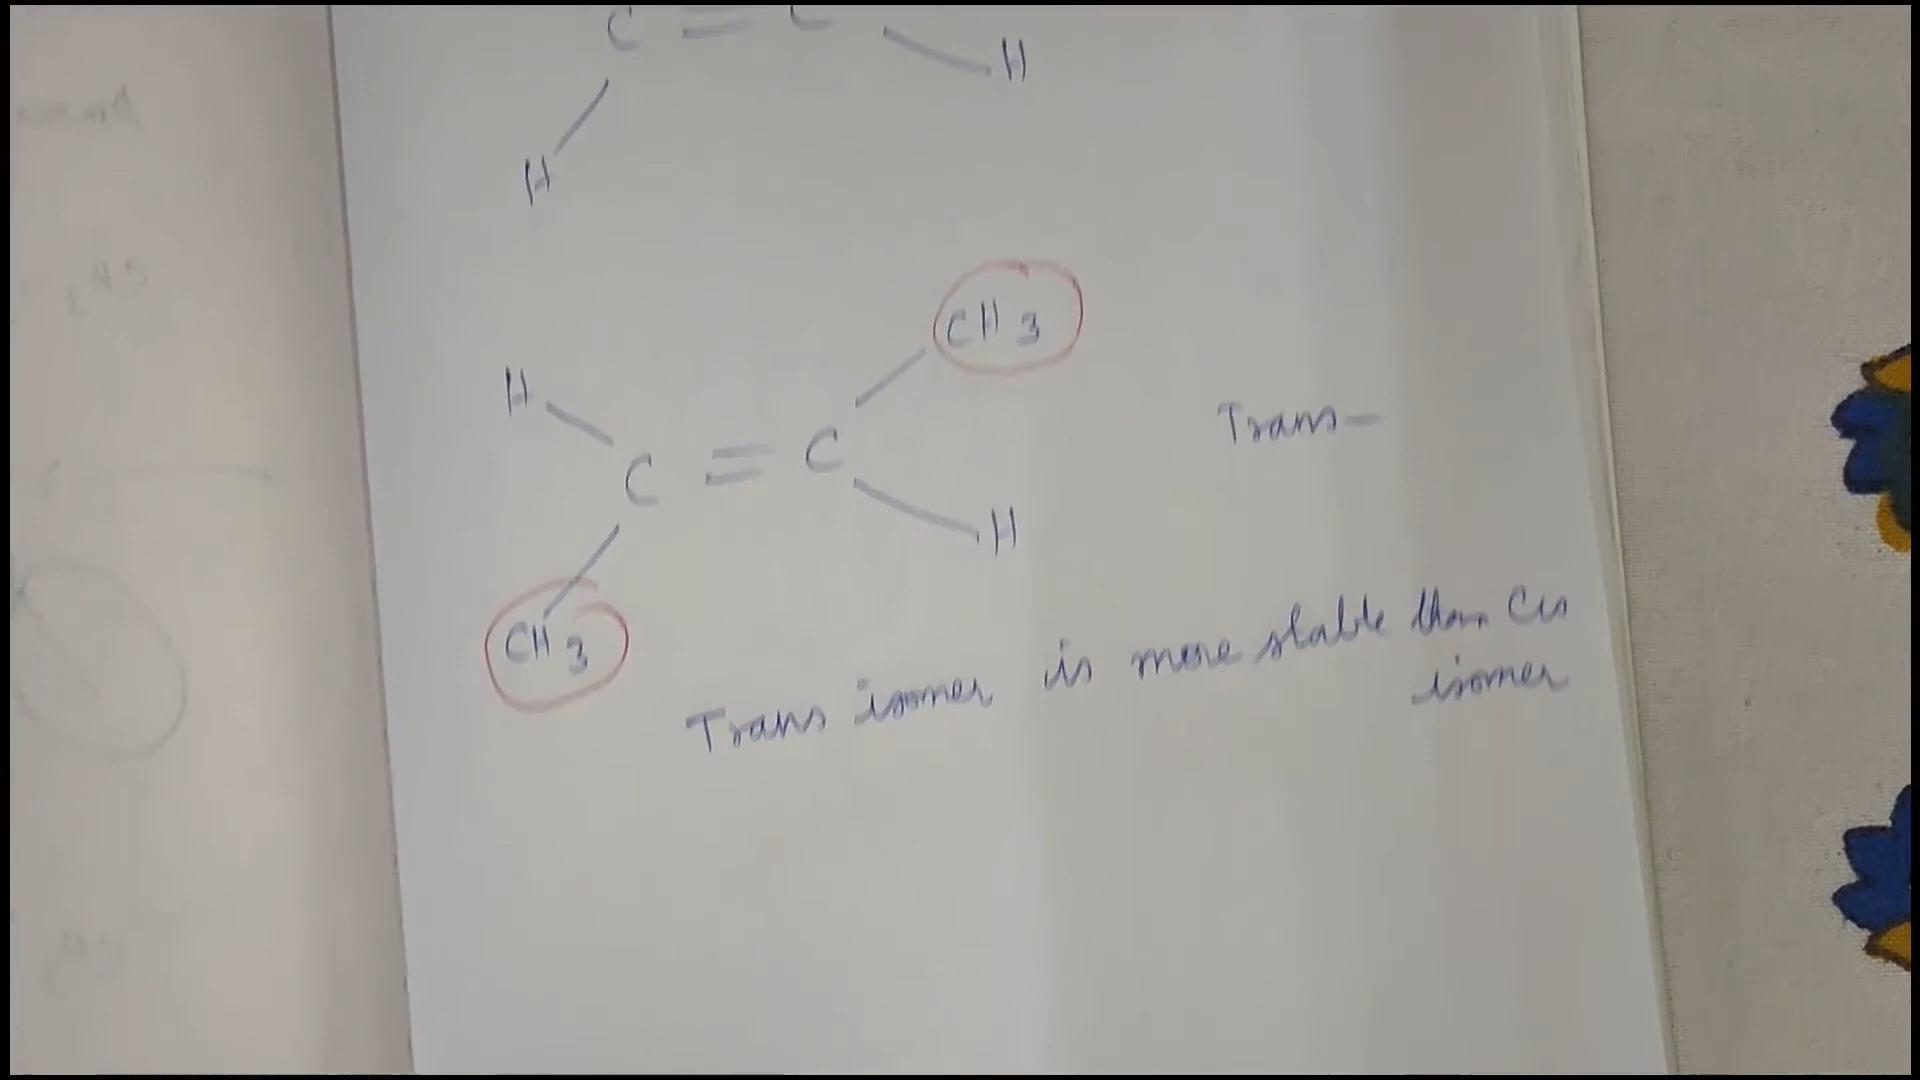 C = C
H
H
CH3
H
C = C
Trans-
H
CH3
Trans isomer is more stable than Cis
isomer